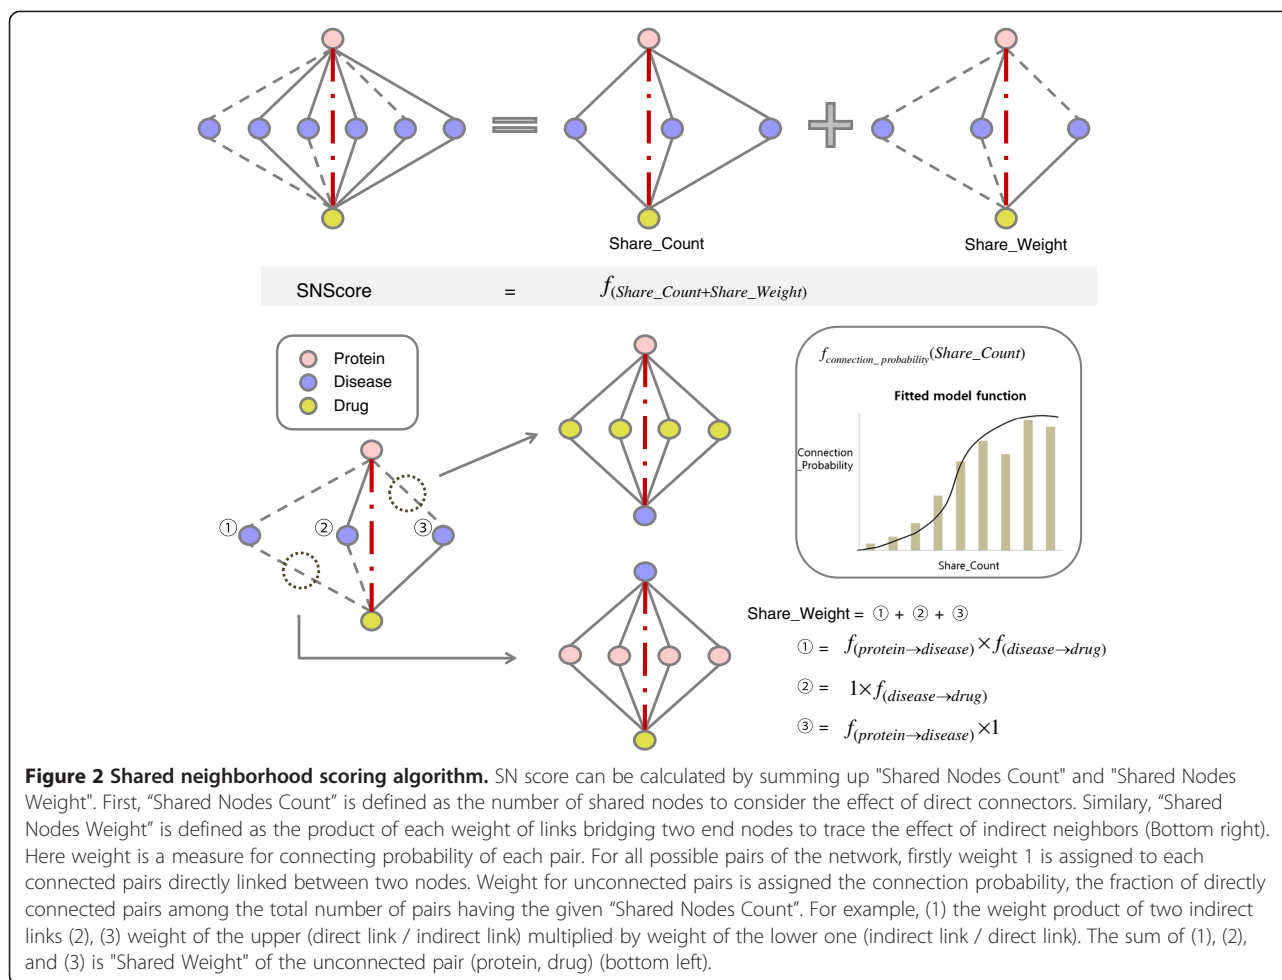 Share_Count
Share_Weight
SNScore = f(Share_Count+Share_Weight)
Protein
Disease
Drug
① ② ③
f connection_probability(Share_Count)
Fitted model function
Connection
_Probability
Share_Count
Share_Weight = ① + ② + ③
① = f(protein→disease) × f(disease→drug)
② = 1×f(disease→drug)
③ = f(protein→disease) ×1
Figure 2 Shared neighborhood scoring algorithm. SN score can be calculated by summing up "Shared Nodes Count" and "Shared Nodes
Weight". First, “Shared Nodes Count” is defined as the number of shared nodes to consider the effect of direct connectors. Similary, “Shared
Nodes Weight” is defined as the product of each weight of links bridging two end nodes to trace the effect of indirect neighbors (Bottom right).
Here weight is a measure for connecting probability of each pair. For all possible pairs of the network, firstly weight 1 is assigned to each
connected pairs directly linked between two nodes. Weight for unconnected pairs is assigned the connection probability, the fraction of directly
connected pairs among the total number of pairs having the given “Shared Nodes Count”. For example, (1) the weight product of two indirect
links (2), (3) weight of the upper (direct link / indirect link) multiplied by weight of the lower one (indirect link / direct link). The sum of (1), (2),
and (3) is "Shared Weight" of the unconnected pair (protein, drug) (bottom left).